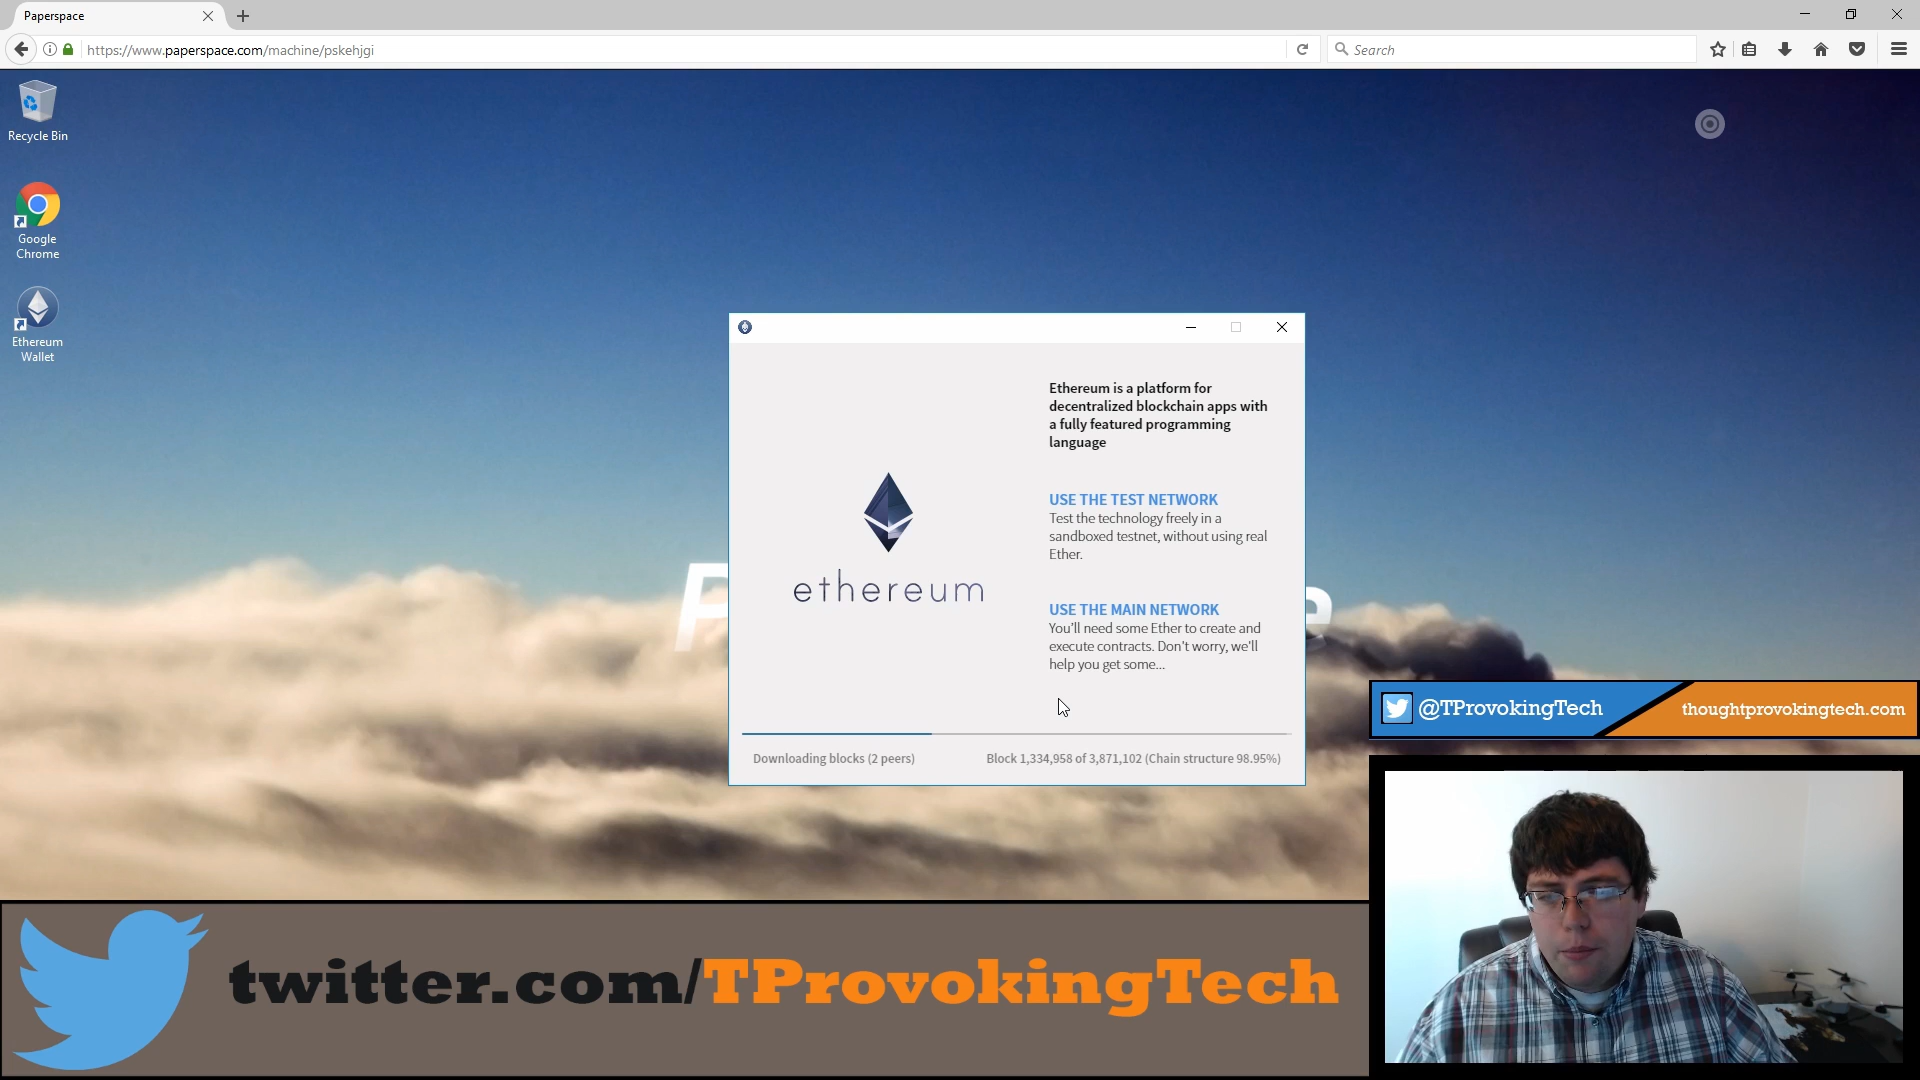 Paperspace
https://www.paperspace.com/machine/pskehjgi
Search
Recycle Bin
Google
Chrome
Ethereum
Wallet
Ethereum is a platform for
decentralized blockchain apps with
a fully featured programming
language
ethereum
USE THE TEST NETWORK
Test the technology freely in a
sandboxed testnet, without using real
Ether.
USE THE MAIN NETWORK
You'll need some Ether to create and
execute contracts. Don't worry, we'll
help you get some...
Downloading blocks (2 peers)
Block 1,334,958 of 3,871,102 (Chain structure 98.95%)
@TProvokingTech
thoughtprovokingtech.com
twitter.com/TProvokingTech